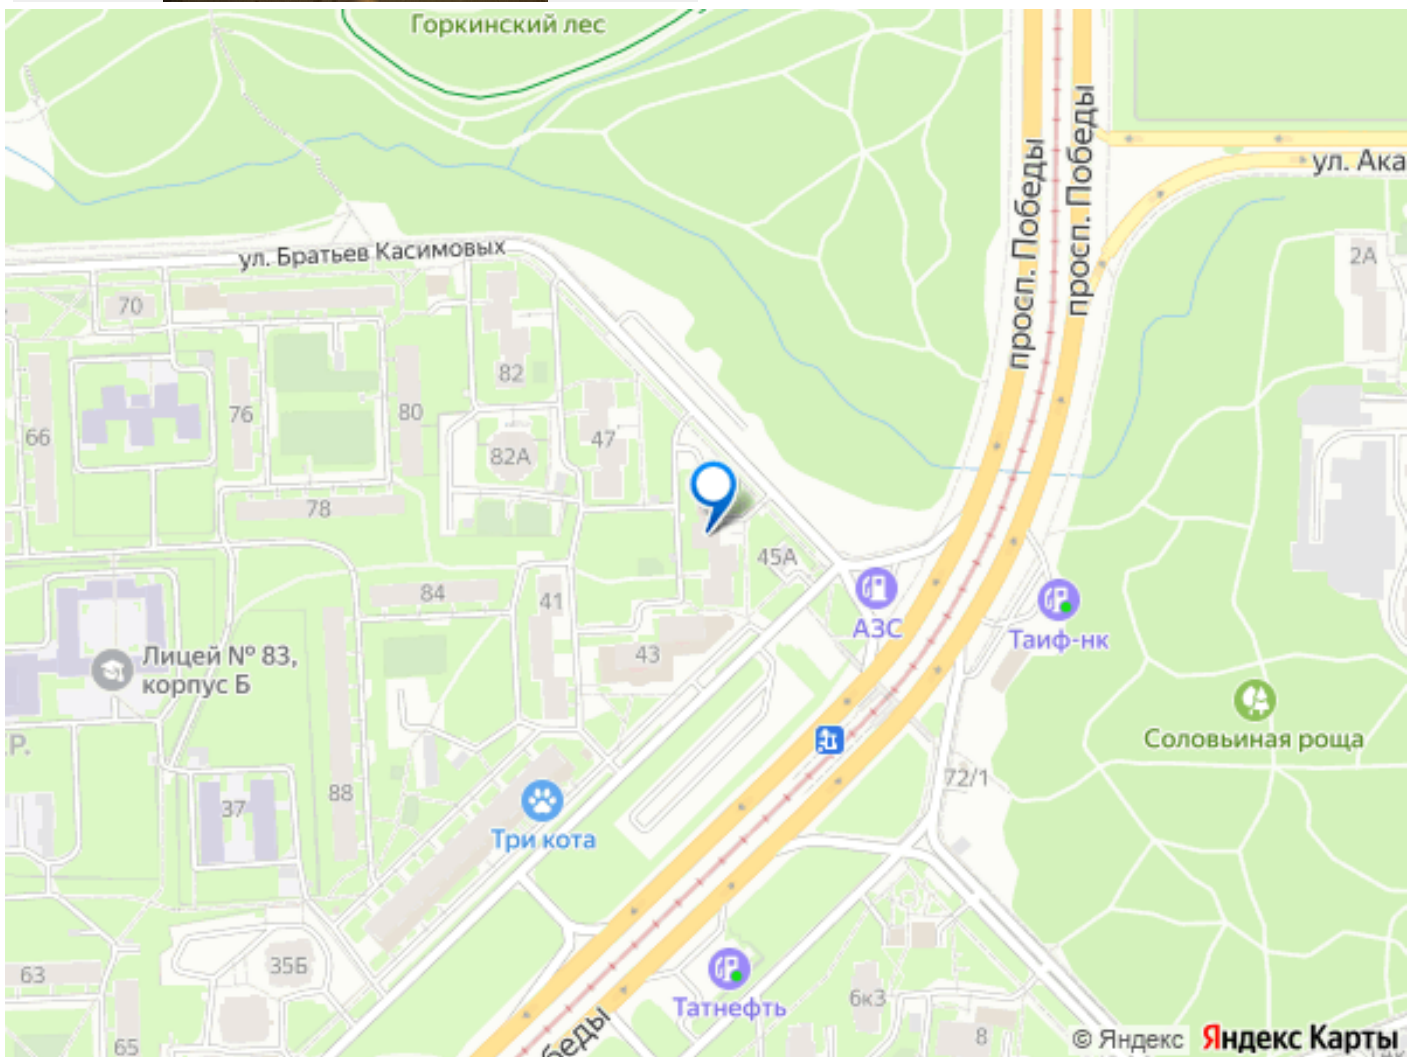 Горкинский лес
просп. Победы
просп. Победы
ул. Ака
ул. Братьев Касимовых
2А
70
82
76
80
66
47
82А
78
45А
84
41
АЗС
Таиф-нк
43
Лицей № 83,
корпус Б
Р.
Соловьиная роща
72/1
37
88
Три кота
35Б
63
Татнефть
6к3
65
беды
8
© Яндекс Яндекс Карты